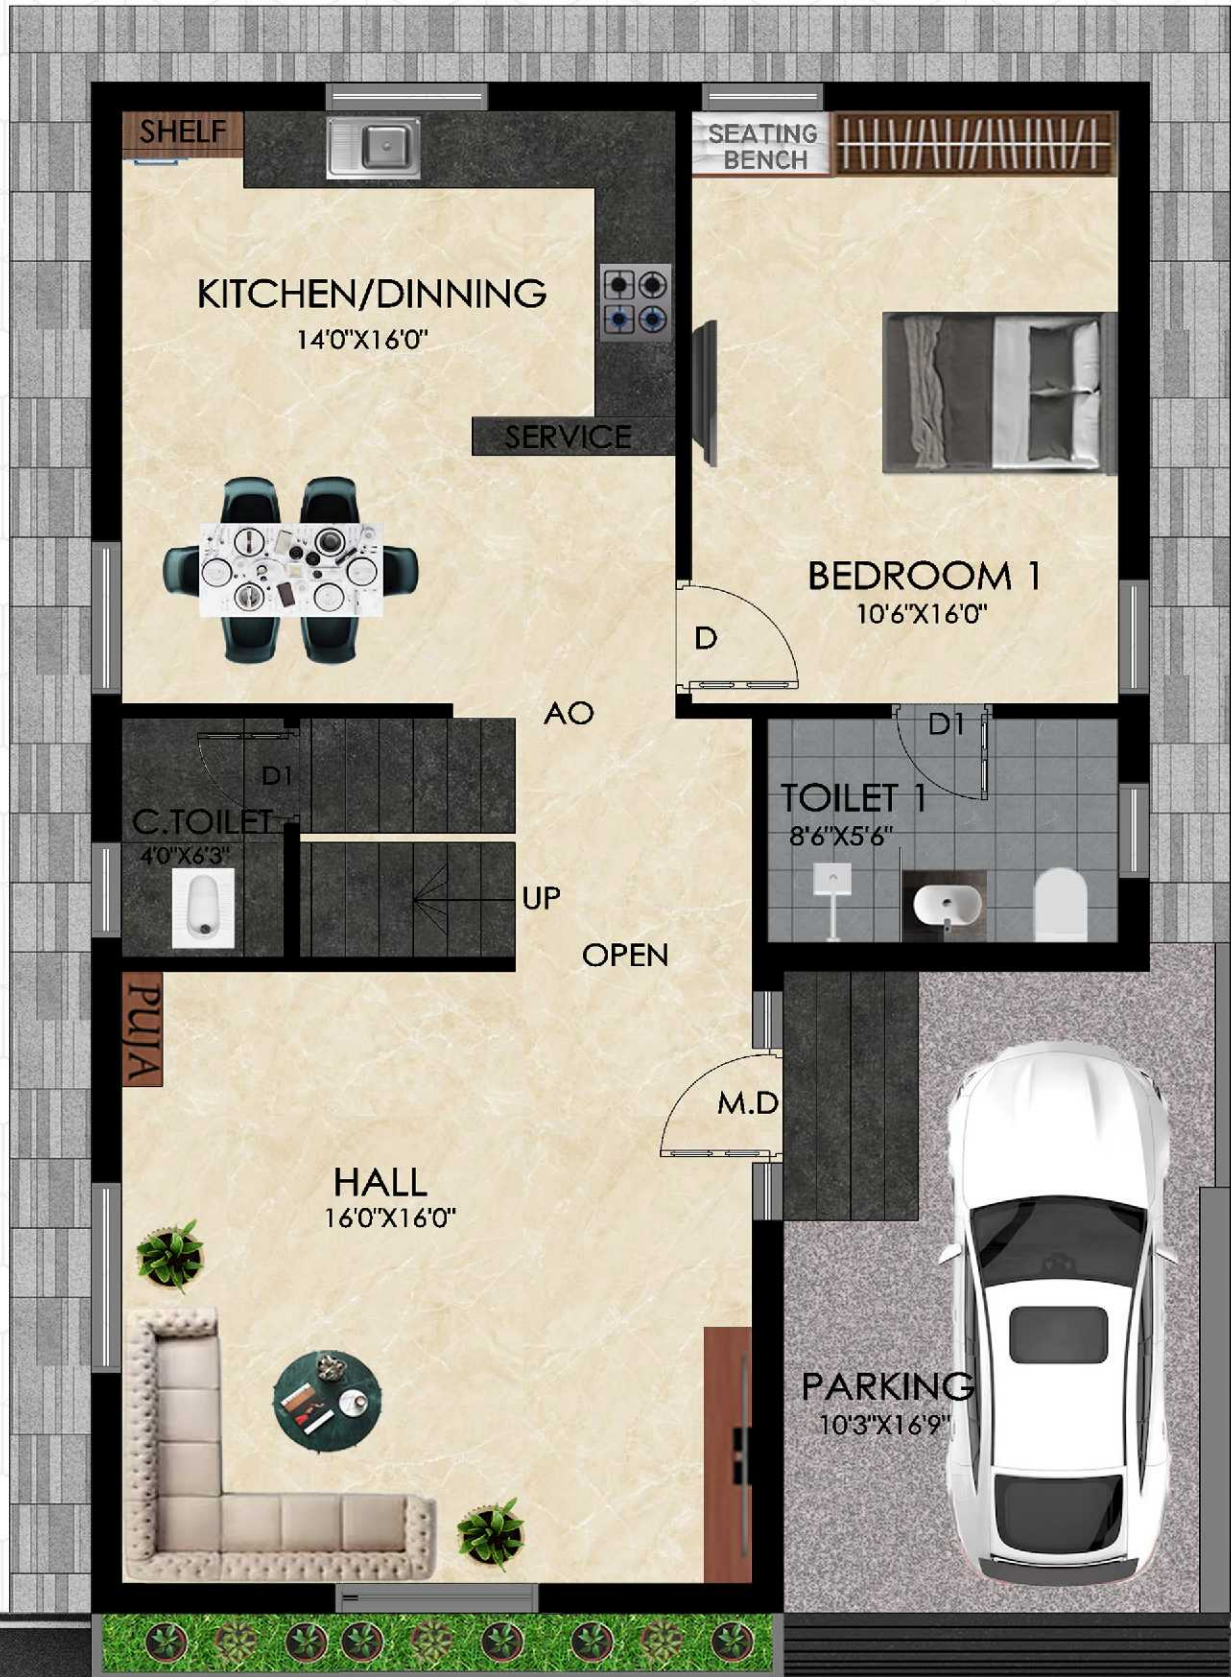 SHELF
SEATING
BENCH
KITCHEN/DINNING
14'0"X16'0"
SERVICE
BEDROOM 1
10'6"X16'0"
D
AO
D1
D1
TOILET 1
8'6"X5'6"
C.TOILET
4'0"X6'3"
UP
OPEN
PUJA
M.D
HALL
16'0"X16'0"
PARKING
10'3"X16'9"